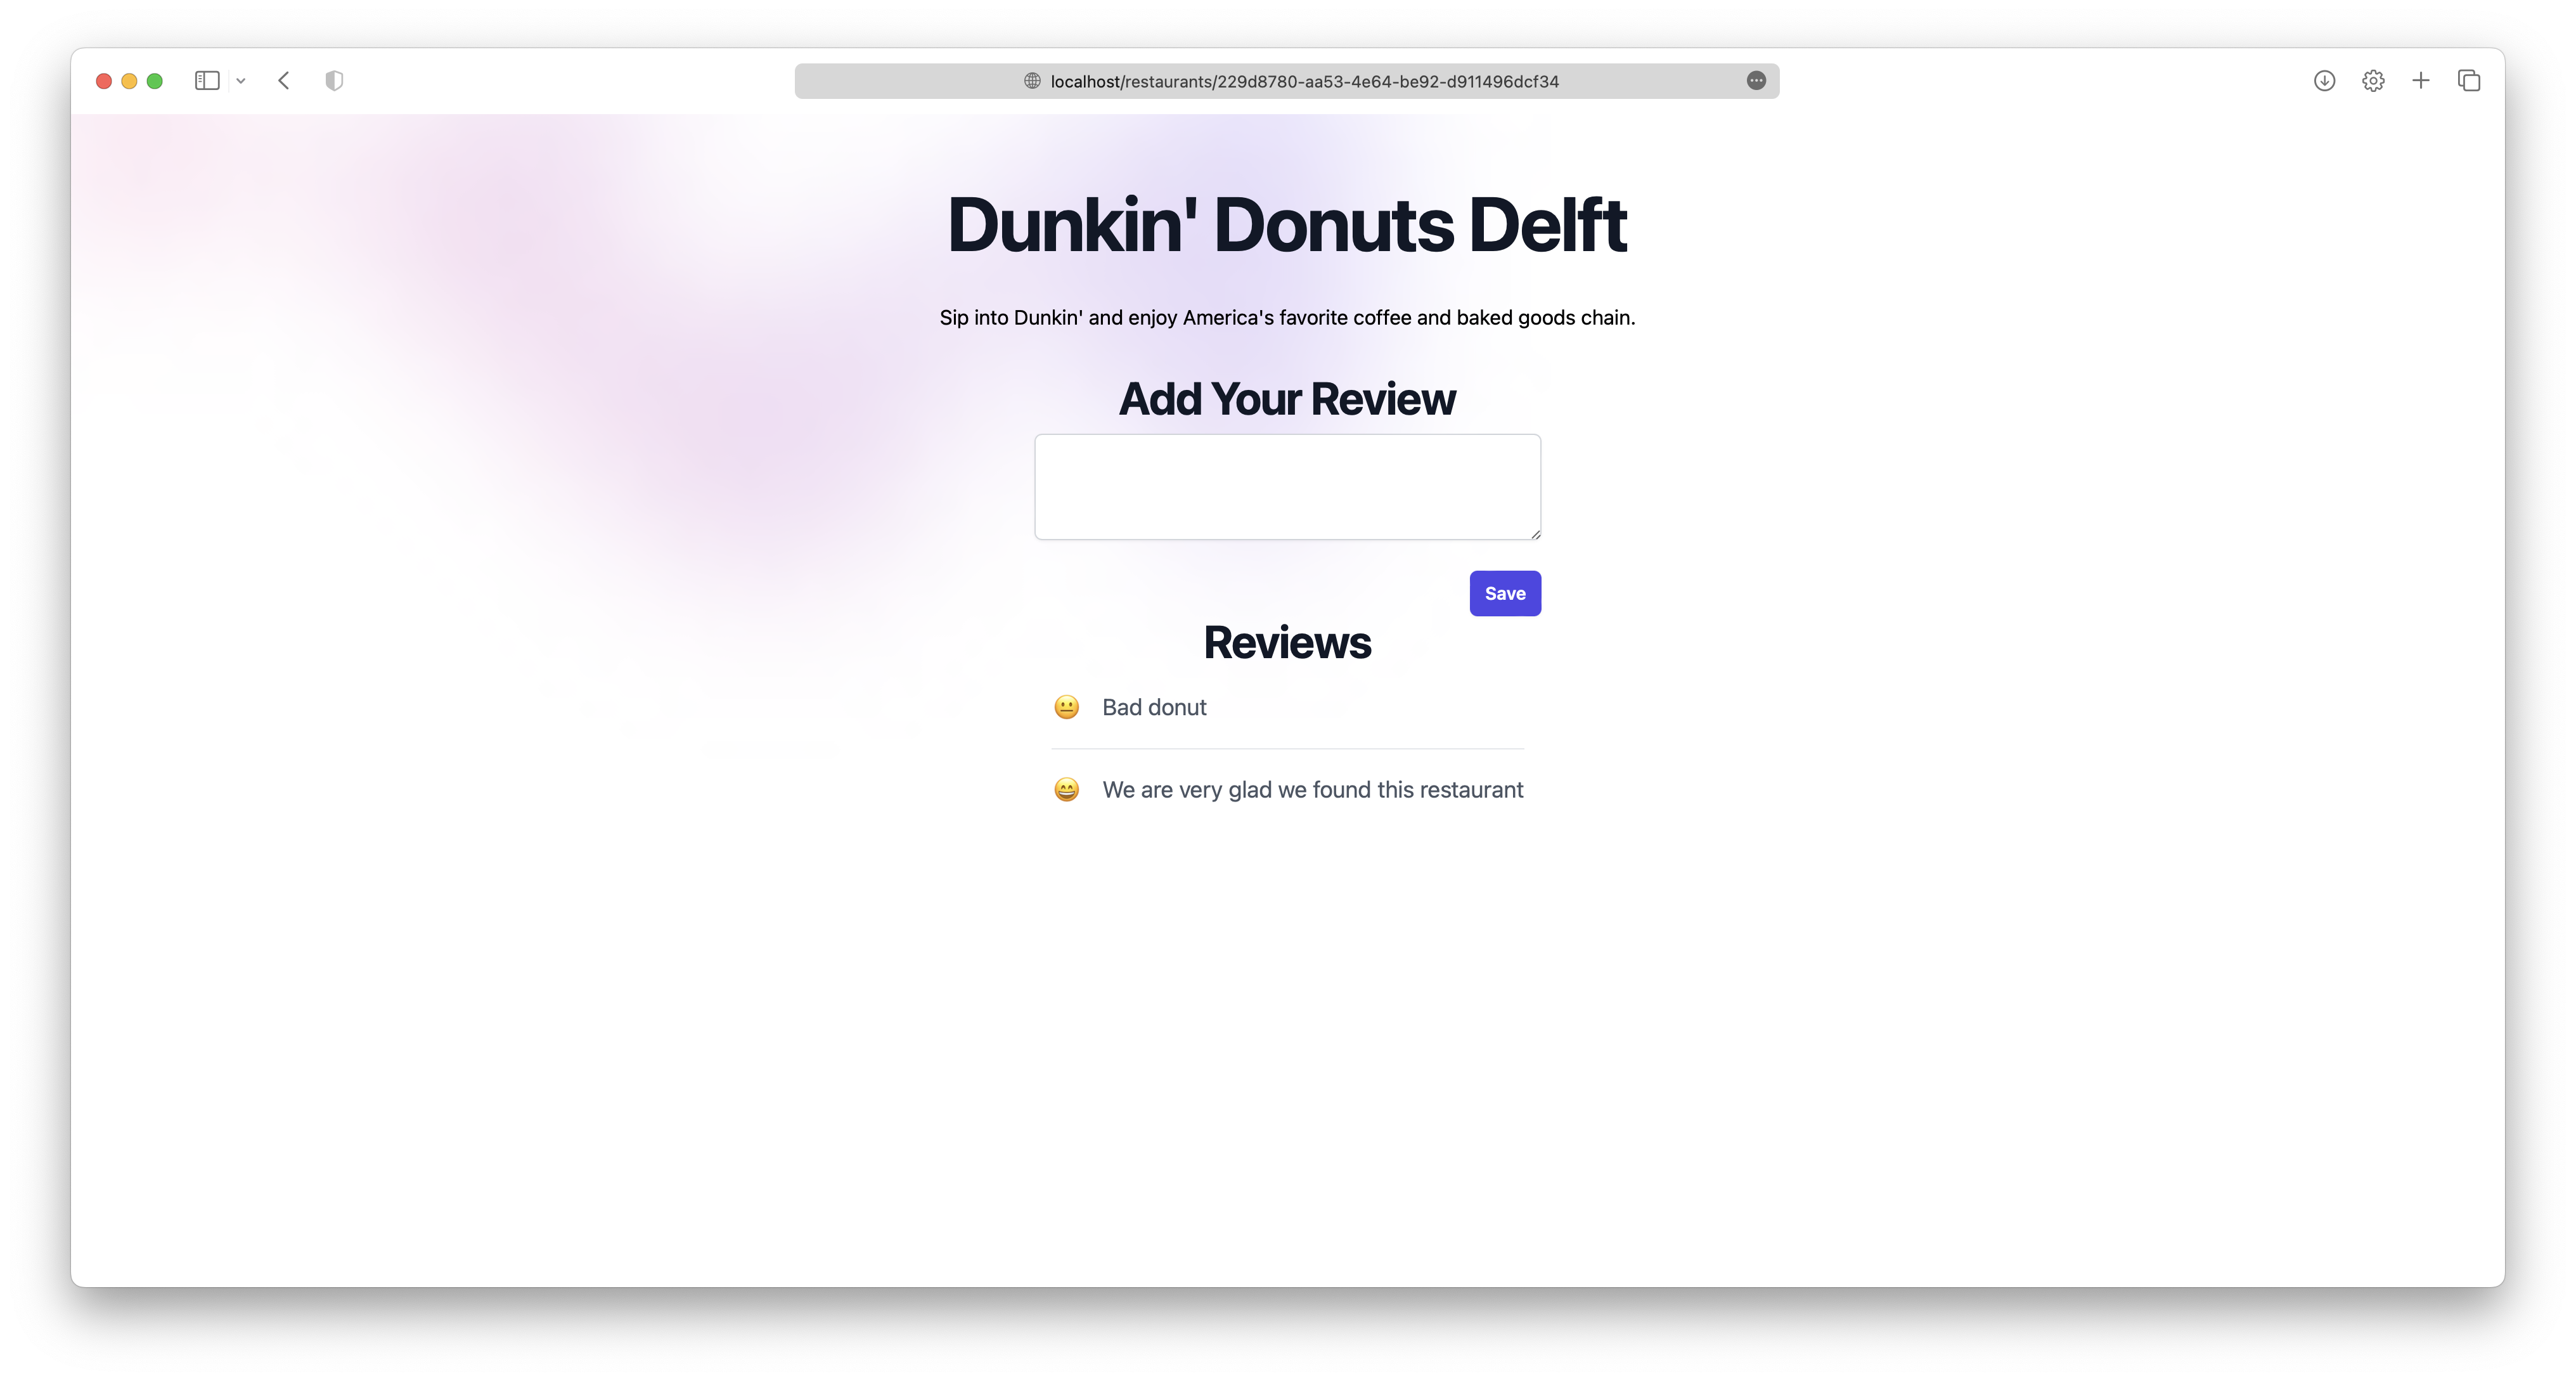 localhost/restaurants/229d8780-aa53-4e64-be92-d911496dcf34
Dunkin' Donuts Delft
Sip into Dunkin' and enjoy America's favorite coffee and baked goods chain.
Add Your Review
Save
Reviews
😐 Bad donut
😄 We are very glad we found this restaurant